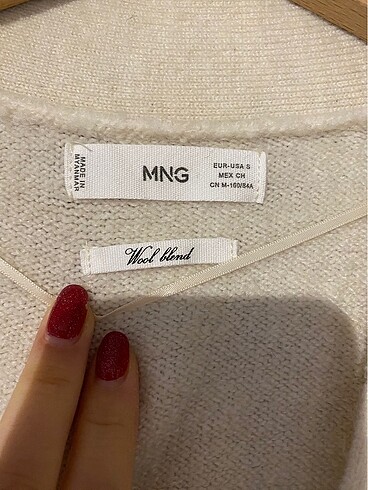 MADE IN
MYANMAR
MNG
EUR-USA S
MEX CH
CN M-160/84A
Wool blend